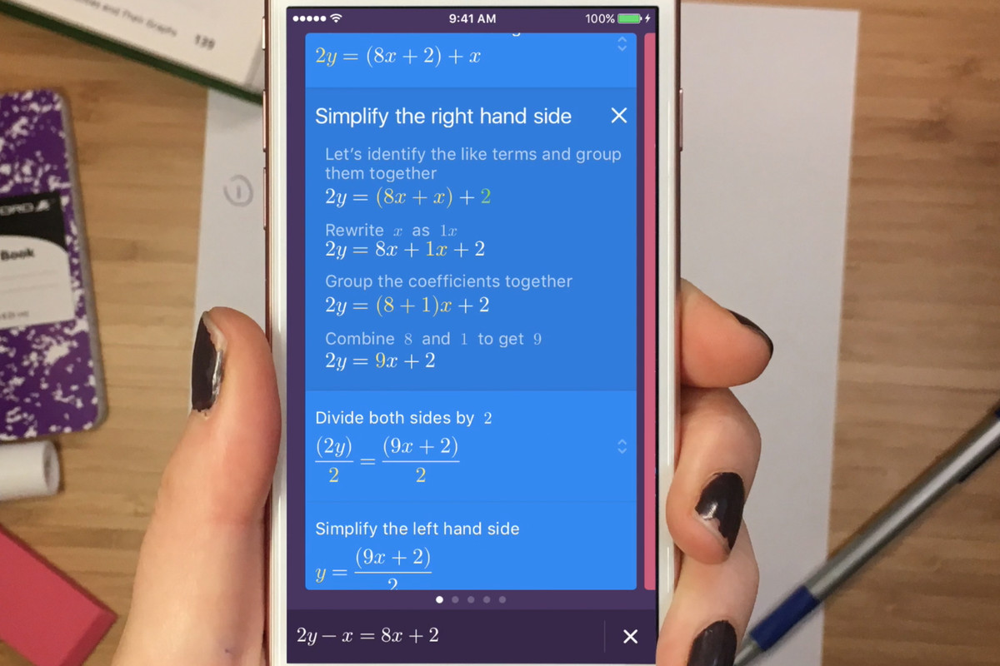 139
Book
9:41 AM 100%
2y = (8x + 2) + x
Simplify the right hand side
Let's identify the like terms and group
them together
2y = (8x + x) + 2
Rewrite x as 1x
2y = 8x + 1x + 2
Group the coefficients together
2y = (8 + 1)x + 2
Combine 8 and 1 to get 9
2y = 9x + 2
Divide both sides by 2
(2y)/2 = (9x + 2)/2
Simplify the left hand side
y = (9x + 2)/2
2y − x = 8x + 2